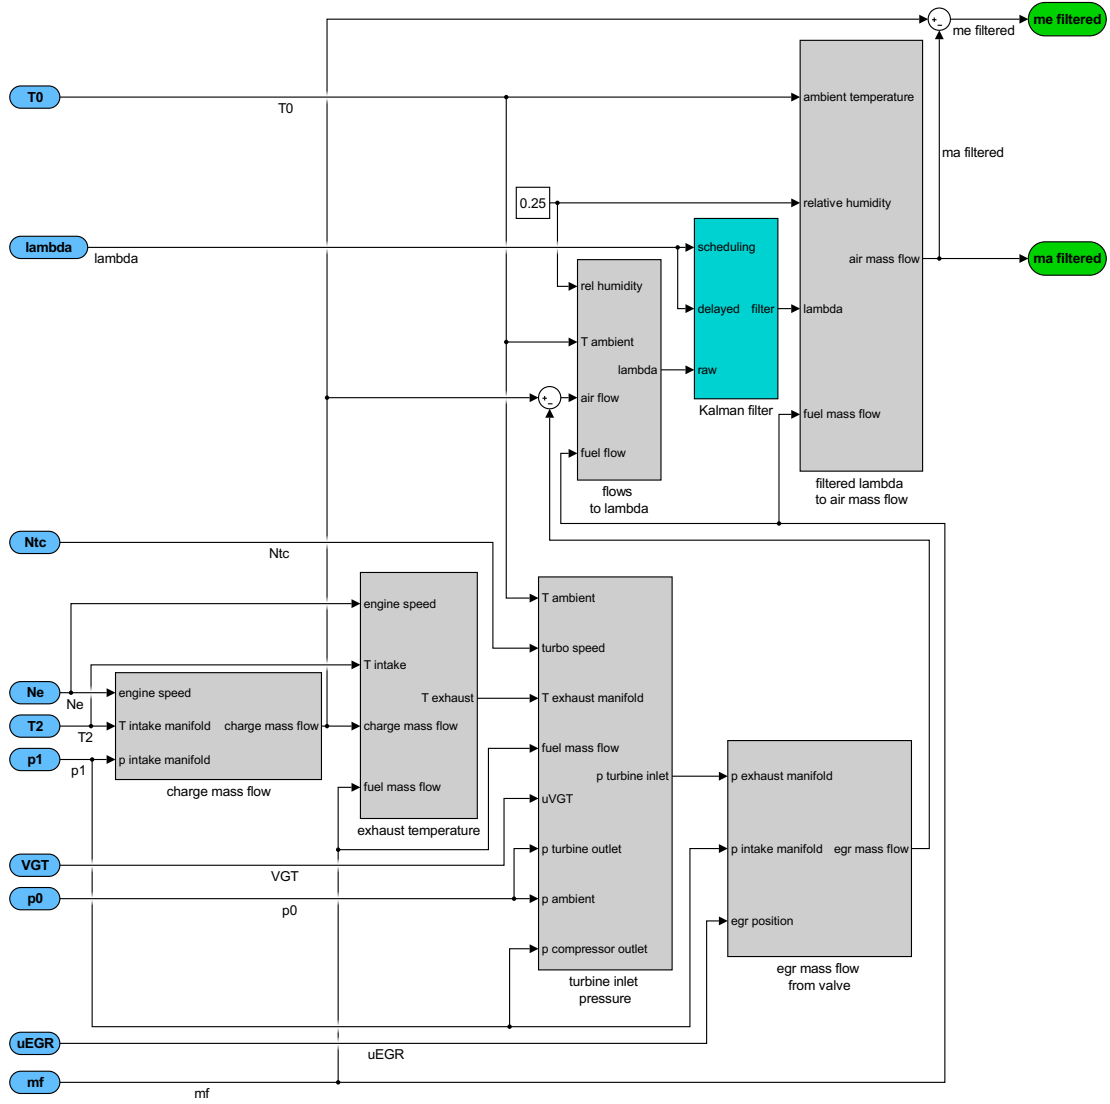 +
-
me filtered
me filtered
T0
T0
ambient temperature
ma filtered
0.25
relative humidity
lambda
lambda
scheduling
air mass flow
ma filtered
rel humidity
delayed
filter
lambda
T ambient
lambda
raw
+
-
air flow
Kalman filter
fuel mass flow
fuel flow
filtered lambda
to air mass flow
flows
to lambda
Ntc
Ntc
engine speed
T ambient
turbo speed
T intake
Ne
Ne
engine speed
T exhaust
T exhaust manifold
T2
T2
T intake manifold
charge mass flow
charge mass flow
fuel mass flow
p1
p1
p intake manifold
p turbine inlet
p exhaust manifold
charge mass flow
fuel mass flow
uVGT
exhaust temperature
p turbine outlet
p intake manifold
egr mass flow
VGT
VGT
p0
p0
p ambient
egr position
p compressor outlet
turbine inlet
pressure
egr mass flow
from valve
uEGR
uEGR
mf
mf